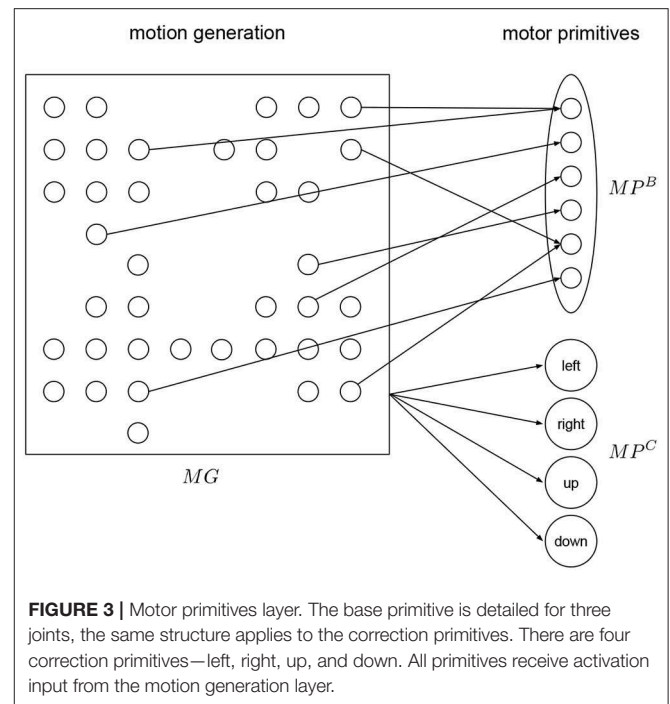 motion generation
motor primitives
MP^B
left
right
MP^C
up
down
MG
FIGURE 3 | Motor primitives layer. The base primitive is detailed for three
joints, the same structure applies to the correction primitives. There are four
correction primitives—left, right, up, and down. All primitives receive activation
input from the motion generation layer.